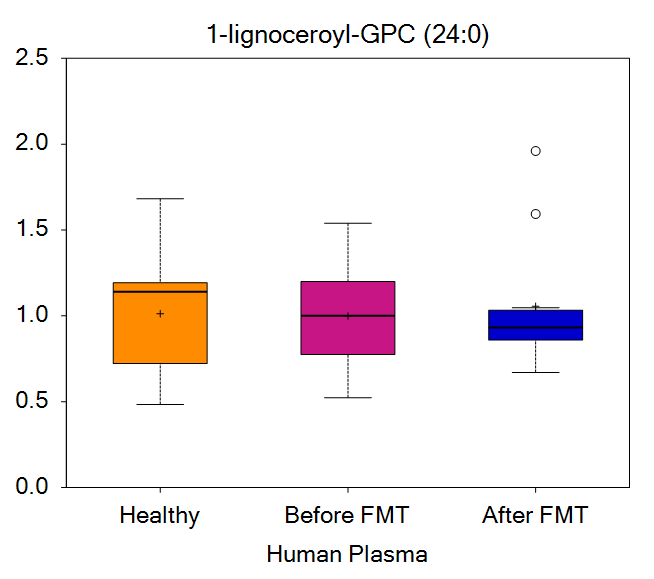 1-lignoceroyl-GPC (24:0)
2.5
2.0
1.5
1.0
0.5
0.0
Healthy Before FMT After FMT
Human Plasma